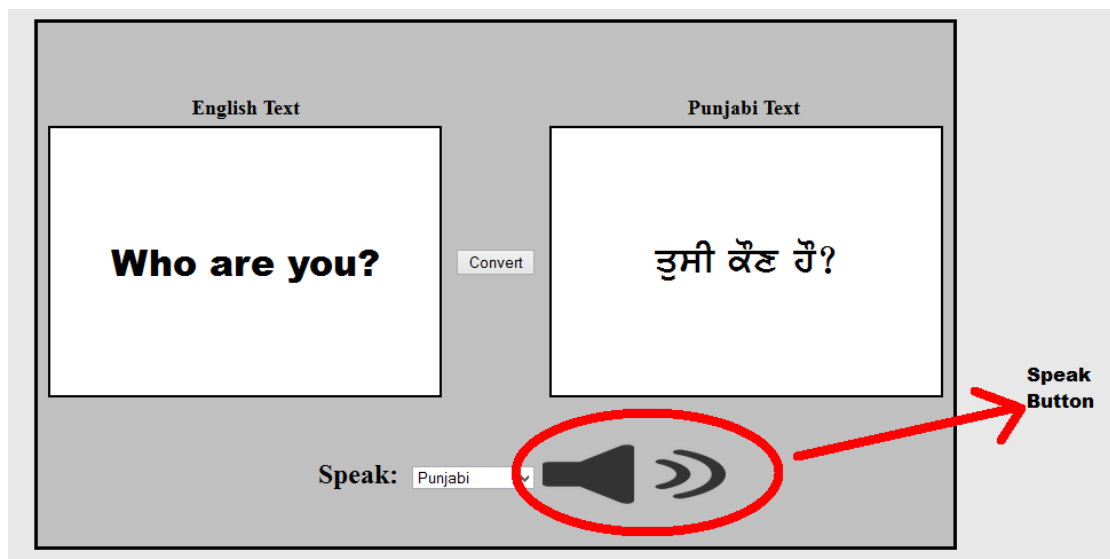 English Text
Punjabi Text
Who are you?
Convert
ਤੁਸੀ ਕੌਣ ਹੌ?
Speak
Button
Speak:
Punjabi